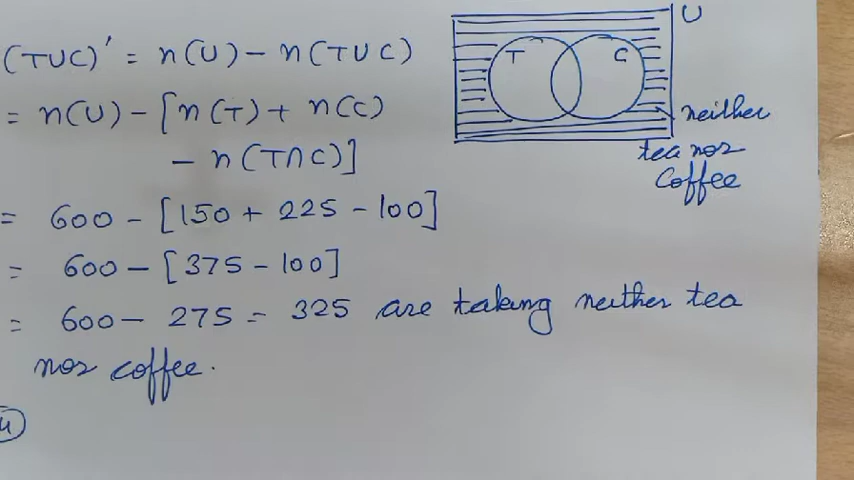 (T∪C)' = n(U) - n(T∪C)
= n(U) - [n(T) + n(C)
- n(T∩C)]
= 600 - [150 + 225 - 100]
= 600 - [375 - 100]
= 600 - 275 = 325 are taking neither tea
nor coffee.
U
T C
neither
tea nor
Coffee